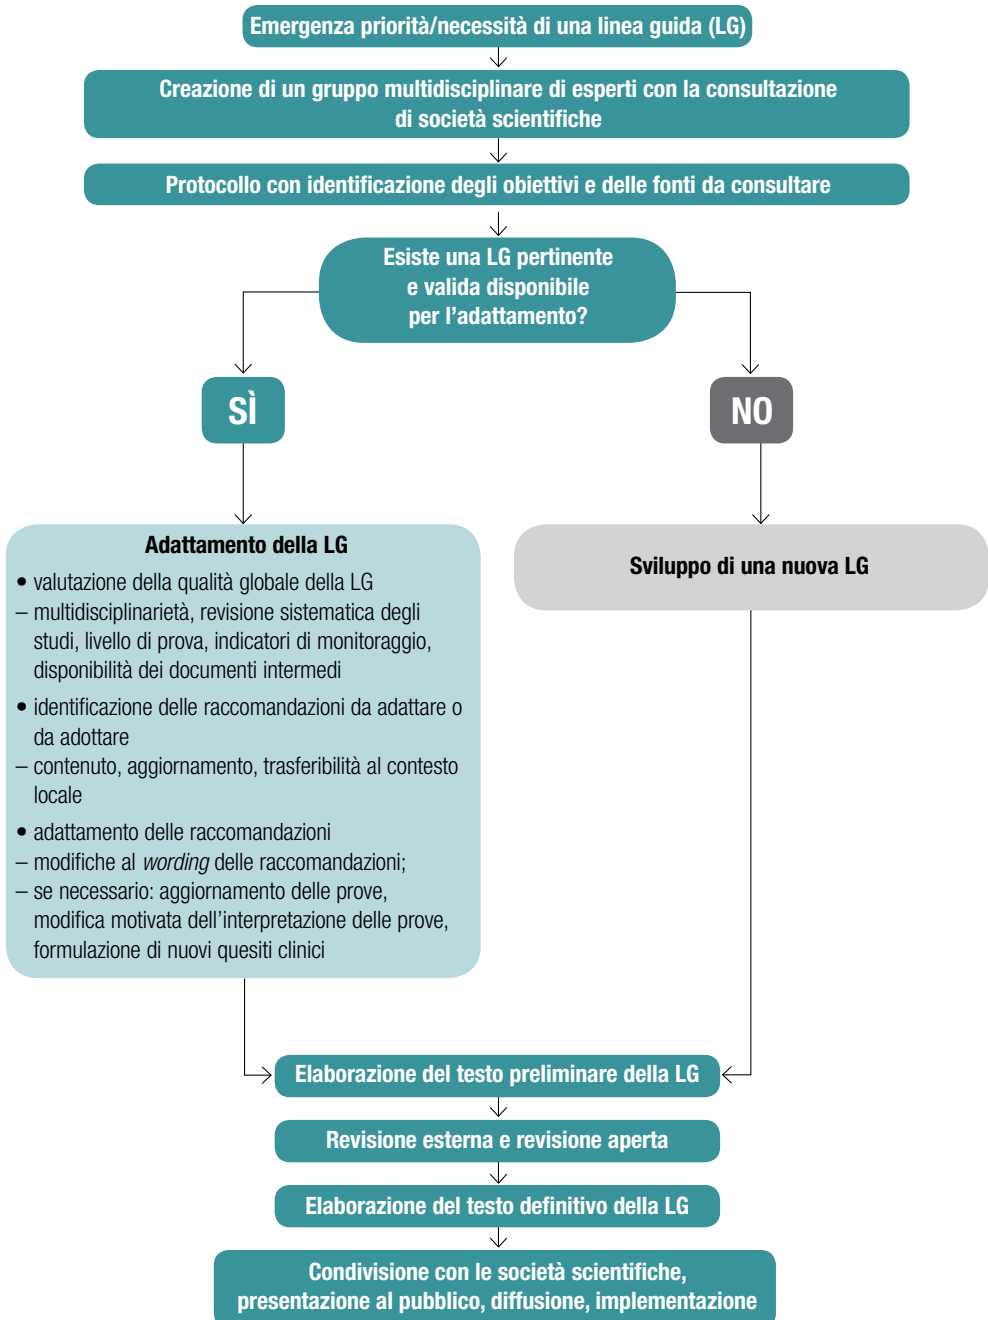 Emergenza priorità/necessità di una linea guida (LG)
Creazione di un gruppo multidisciplinare di esperti con la consultazione
di società scientifiche
Protocollo con identificazione degli obiettivi e delle fonti da consultare
Esiste una LG pertinente
e valida disponibile
per l'adattamento?
SÌ
NO
Adattamento della LG
• valutazione della qualità globale della LG
– multidisciplinarietà, revisione sistematica degli
studi, livello di prova, indicatori di monitoraggio,
disponibilità dei documenti intermedi
• identificazione delle raccomandazioni da adattare o
da adottare
– contenuto, aggiornamento, trasferibilità al contesto
locale
• adattamento delle raccomandazioni
– modifiche al wording delle raccomandazioni;
– se necessario: aggiornamento delle prove,
modifica motivata dell'interpretazione delle prove,
formulazione di nuovi quesiti clinici
Sviluppo di una nuova LG
Elaborazione del testo preliminare della LG
Revisione esterna e revisione aperta
Elaborazione del testo definitivo della LG
Condivisione con le società scientifiche,
presentazione al pubblico, diffusione, implementazione